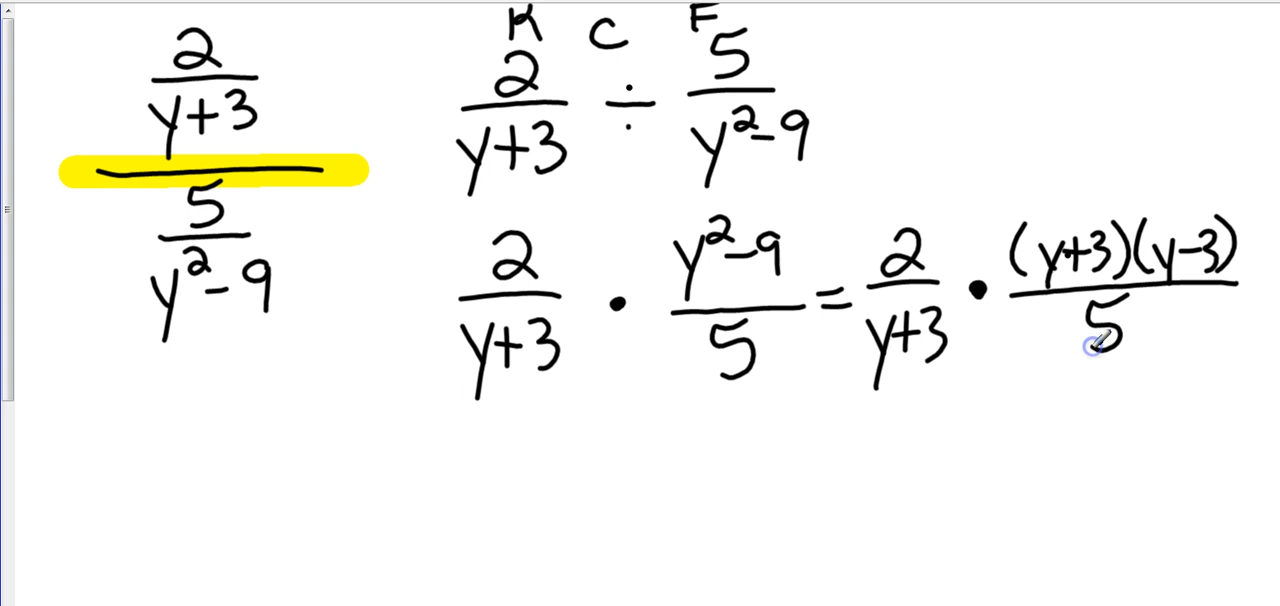 K C F
2/(y+3) / 5/(y²-9)
2/(y+3) ÷ 5/(y²-9)
2/(y+3) • (y²-9)/5 = 2/(y+3) • (y+3)(y-3)/5